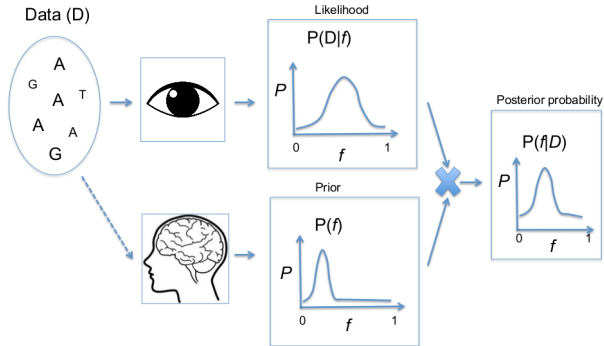 Data (D)
A
G
A
T
A
A
G
Likelihood
P(D|f)
P
0
1
f
Prior
P(f)
P
0
1
f
Posterior probability
P(f|D)
P
0
1
f